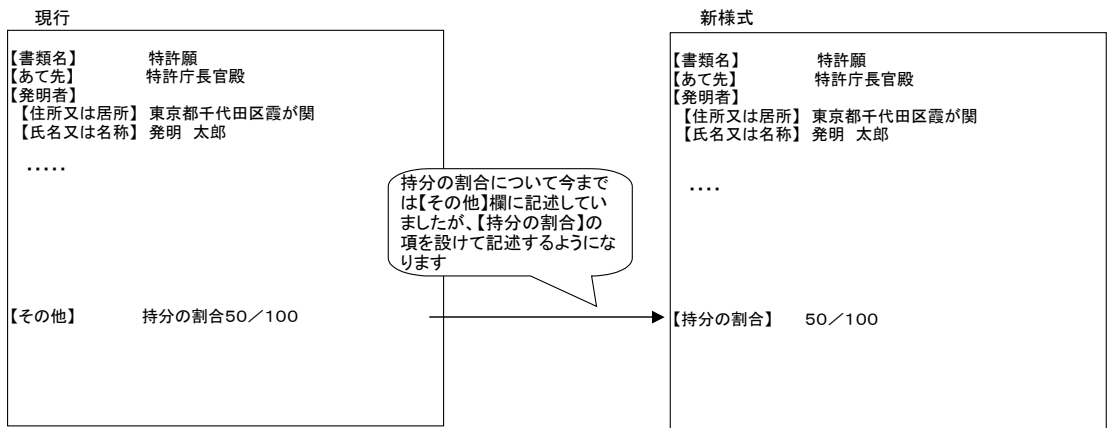 現行
【書類名】 特許願
【あて先】 特許庁長官殿
【発明者】
【住所又は居所】 東京都千代田区霞が関
【氏名又は名称】 発明 太郎
・・・・・
【その他】 持分の割合50／100
持分の割合について今まで
は【その他】欄に記述してい
ましたが、【持分の割合】の
項を設けて記述するようにな
ります
新様式
【書類名】 特許願
【あて先】 特許庁長官殿
【発明者】
【住所又は居所】 東京都千代田区霞が関
【氏名又は名称】 発明 太郎
・・・・
【持分の割合】 50／100